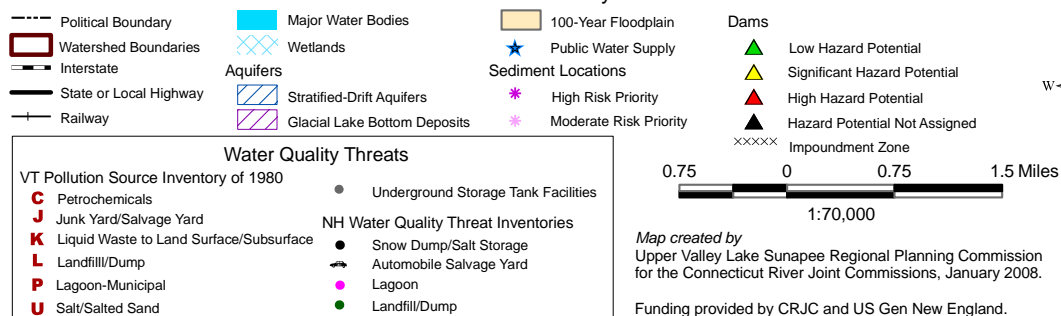 Political Boundary
Watershed Boundaries
Interstate
State or Local Highway
Railway
Major Water Bodies
Wetlands
Aquifers
Stratified-Drift Aquifers
Glacial Lake Bottom Deposits
100-Year Floodplain
Public Water Supply
Sediment Locations
High Risk Priority
Moderate Risk Priority
Dams
Low Hazard Potential
Significant Hazard Potential
High Hazard Potential
Hazard Potential Not Assigned
Impoundment Zone
W
Water Quality Threats
VT Pollution Source Inventory of 1980
C Petrochemicals
J Junk Yard/Salvage Yard
K Liquid Waste to Land Surface/Subsurface
L Landfilll/Dump
P Lagoon-Municipal
U Salt/Salted Sand
Underground Storage Tank Facilities
NH Water Quality Threat Inventories
Snow Dump/Salt Storage
Automobile Salvage Yard
Lagoon
Landfill/Dump
0.75 0 0.75 1.5 Miles
1:70,000
Map created by
Upper Valley Lake Sunapee Regional Planning Commission
for the Connecticut River Joint Commissions, January 2008.
Funding provided by CRJC and US Gen New England.